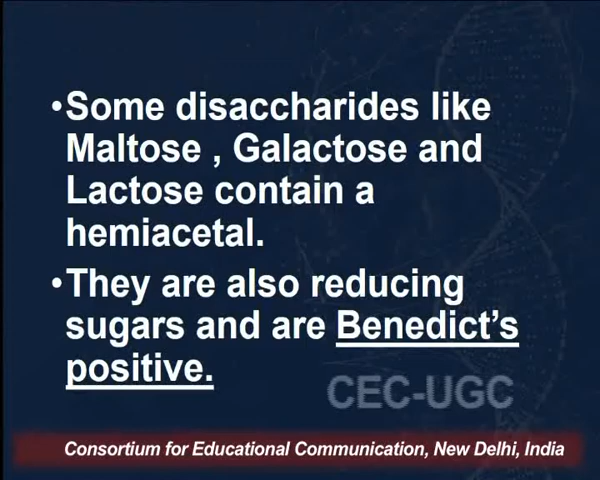 •Some disaccharides like
Maltose , Galactose and
Lactose contain a
hemiacetal.
•They are also reducing
sugars and are Benedict's
positive.
CEC-UGC
Consortium for Educational Communication, New Delhi, India